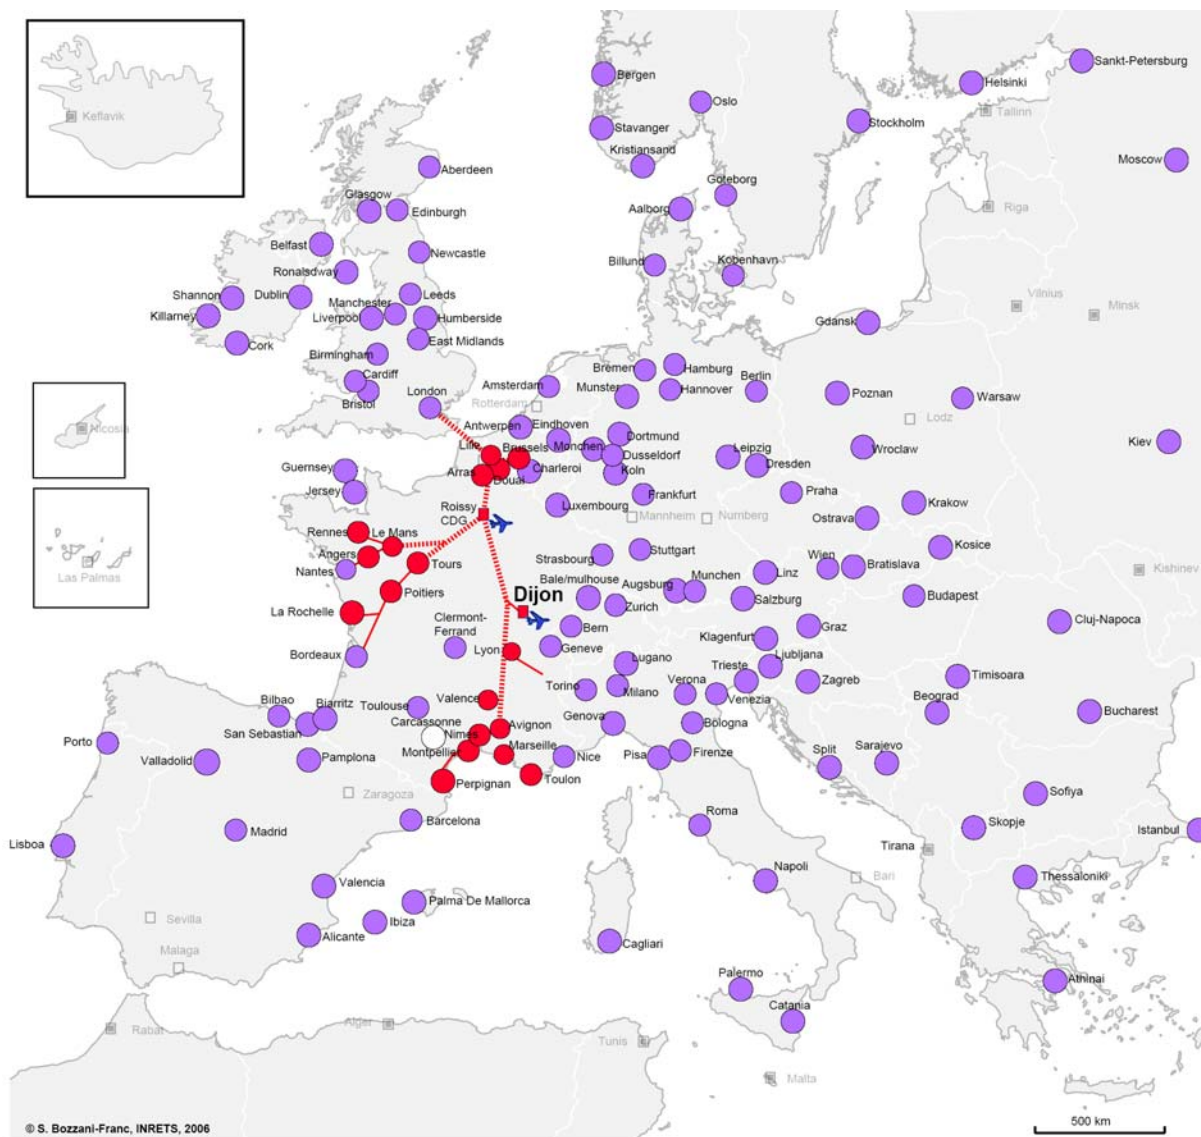 Keflavik
Bergen
Sankt-Petersburg
Helsinki
Oslo
Tallinn
Stavanger
Stockholm
Kristiansand
Moscow
Aberdeen
Glasgow
Goteborg
Edinburgh
Aalborg
Riga
Belfast
Newcastle
Ronalsdway
Billund
Kobenhavn
Shannon
Dublin
Manchester
Leeds
Vilnius
Minsk
Killarney
Liverpool
Humberside
Gdansk
Cork
East Midlands
Birmingham
Cardiff
Bristol
London
Amsterdam
Rotterdam
Bremen
Hamburg
Munster
Hannover
Berlin
Poznan
Warsaw
Lodz
Nicosia
Antwerpen
Eindhoven
Dortmund
Kiev
Lille
Brussels
Monchen
Dusseldorf
Leipzig
Wroclaw
Guernsey
Arras
Douai
Charleroi
Koln
Dresden
Jersey
Frankfurt
Praha
Krakow
Roissy
CDG
Luxembourg
Mannheim
Nurnberg
Ostrava
Rennes
Le Mans
Kosice
Angers
Strasbourg
Stuttgart
Wien
Bratislava
Las Palmas
Nantes
Tours
Kishinev
Bale/mulhouse
Augsburg
Munchen
Linz
Poitiers
Dijon
Zurich
Salzburg
Budapest
La Rochelle
Clermont-
Ferrand
Bern
Klagenfurt
Graz
Cluj-Napoca
Bordeaux
Lyon
Geneve
Lugano
Ljubljana
Trieste
Timisoara
Torino
Milano
Verona
Venezia
Zagreb
Beograd
Bilbao
Biarritz
Toulouse
Valence
Genova
Bologna
Bucharest
San Sebastian
Carcassonne
Nimes
Avignon
Porto
Montpellier
Marseille
Nice
Pisa
Firenze
Split
Sarajevo
Valladolid
Pamplona
Perpignan
Toulon
Zaragoza
Sofiya
Roma
Barcelona
Skopje
Istanbul
Madrid
Lisboa
Tirana
Valencia
Napoli
Bari
Thessaloniki
Palma De Mallorca
Sevilla
Ibiza
Alicante
Cagliari
Malaga
Palermo
Athinai
Catania
Rabat
Alger
Tunis
Malta
© S. Bozzani-Franc, INRETS, 2006
500 km